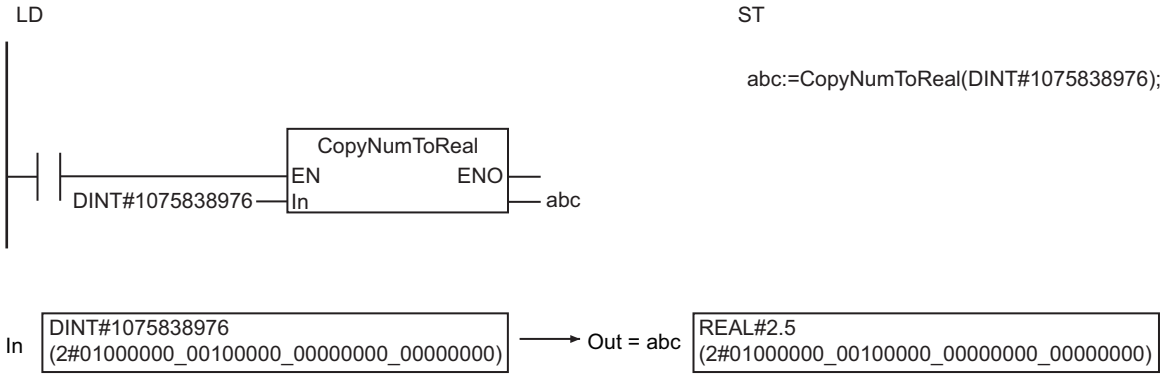 LD
ST
abc:=CopyNumToReal(DINT#1075838976);
CopyNumToReal
EN ENO
DINT#1075838976 In abc
In
DINT#1075838976
(2#01000000_00100000_00000000_00000000)
Out = abc
REAL#2.5
(2#01000000_00100000_00000000_00000000)